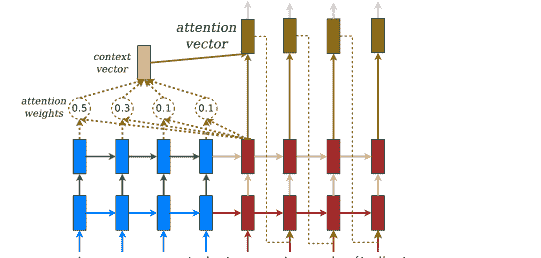 attention
vector
context
vector
attention
weights
0.5 0.3 0.1 0.1